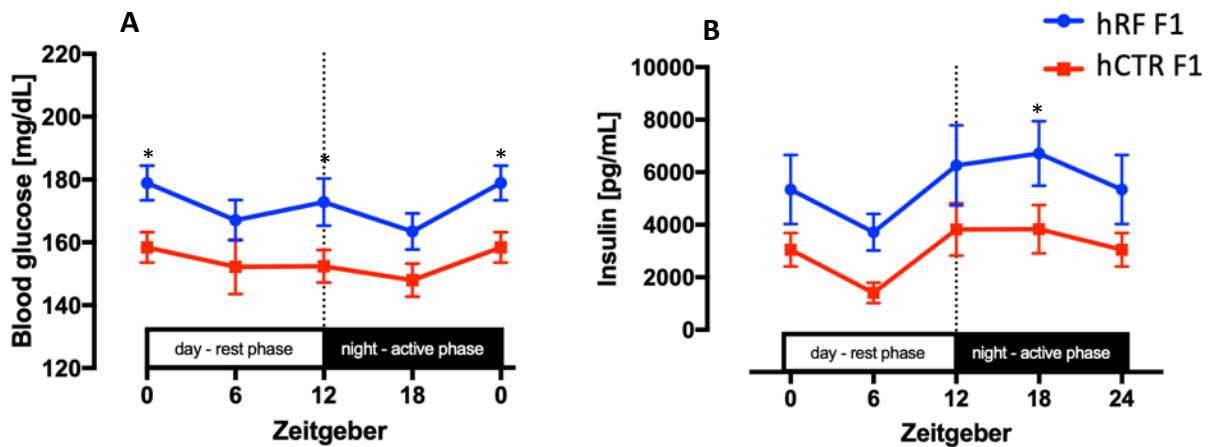 A
Blood glucose [mg/dL]
220
200
180
160
140
120
*
*
*
day - rest phase
night - active phase
0 6 12 18 0
Zeitgeber
B
hRF F1
hCTR F1
Insulin [pg/mL]
10000
8000
6000
4000
2000
0
*
day - rest phase
night - active phase
0 6 12 18 24
Zeitgeber